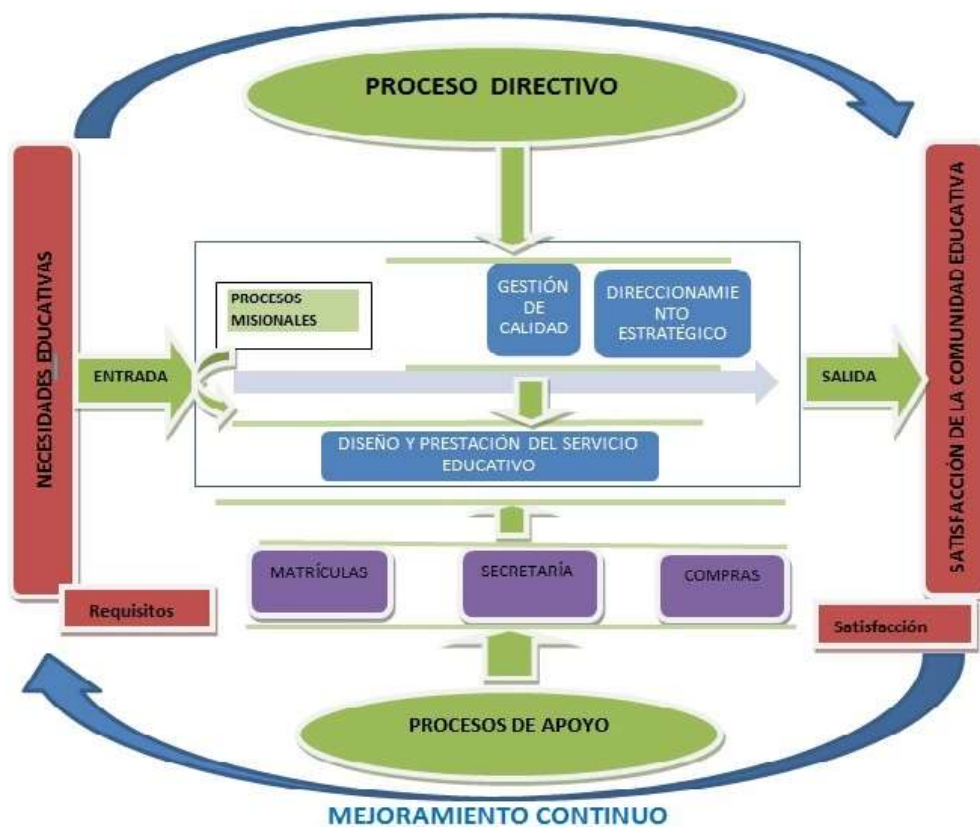 PROCESO DIRECTIVO
NECESIDADES EDUCATIVAS
SATISFACCIÓN DE LA COMUNIDAD EDUCATIVA
GESTIÓN
DE
CALIDAD
DIRECCIONAMIE
NTO
ESTRATÉGICO
PROCESOS
MISIONALES
ENTRADA
SALIDA
DISEÑO Y PRESTACIÓN DEL SERVICIO
EDUCATIVO
MATRÍCULAS
SECRETARÍA
COMPRAS
Requisitos
Satisfacción
PROCESOS DE APOYO
MEJORAMIENTO CONTINUO